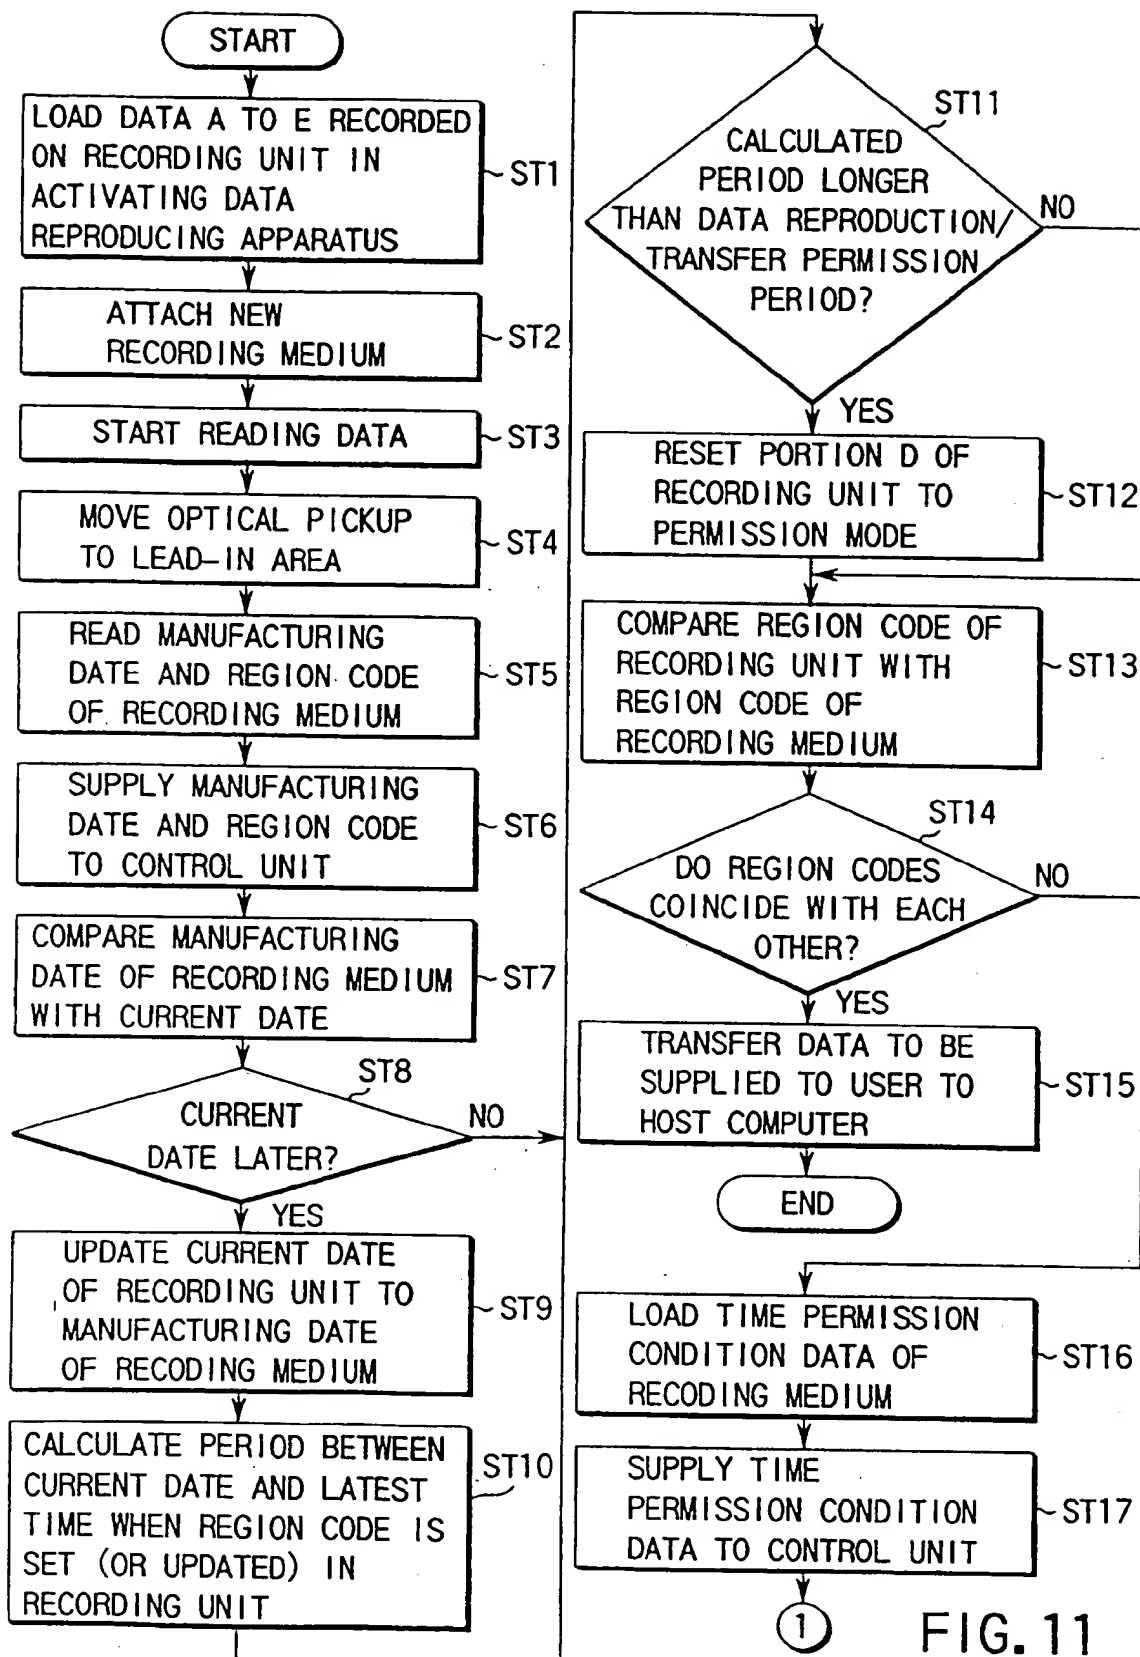 START
LOAD DATA A TO E RECORDED
ON RECORDING UNIT IN
ACTIVATING DATA
REPRODUCING APPARATUS
ST1
ATTACH NEW
RECORDING MEDIUM
ST2
START READING DATA
ST3
MOVE OPTICAL PICKUP
TO LEAD-IN AREA
ST4
READ MANUFACTURING
DATE AND REGION CODE
OF RECORDING MEDIUM
ST5
SUPPLY MANUFACTURING
DATE AND REGION CODE
TO CONTROL UNIT
ST6
COMPARE MANUFACTURING
DATE OF RECORDING MEDIUM
WITH CURRENT DATE
ST7
ST8
CURRENT
DATE LATER?
NO
YES
UPDATE CURRENT DATE
OF RECORDING UNIT TO
MANUFACTURING DATE
OF RECODING MEDIUM
ST9
CALCULATE PERIOD BETWEEN
CURRENT DATE AND LATEST
TIME WHEN REGION CODE IS
SET (OR UPDATED) IN
RECORDING UNIT
ST10
ST11
CALCULATED
PERIOD LONGER
THAN DATA REPRODUCTION/
TRANSFER PERMISSION
PERIOD?
NO
YES
RESET PORTION D OF
RECORDING UNIT TO
PERMISSION MODE
ST12
COMPARE REGION CODE OF
RECORDING UNIT WITH
REGION CODE OF
RECORDING MEDIUM
ST13
ST14
DO REGION CODES
COINCIDE WITH EACH
OTHER?
NO
YES
TRANSFER DATA TO BE
SUPPLIED TO USER TO
HOST COMPUTER
ST15
END
LOAD TIME PERMISSION
CONDITION DATA OF
RECODING MEDIUM
ST16
SUPPLY TIME
PERMISSION CONDITION
DATA TO CONTROL UNIT
ST17
1
FIG. 11